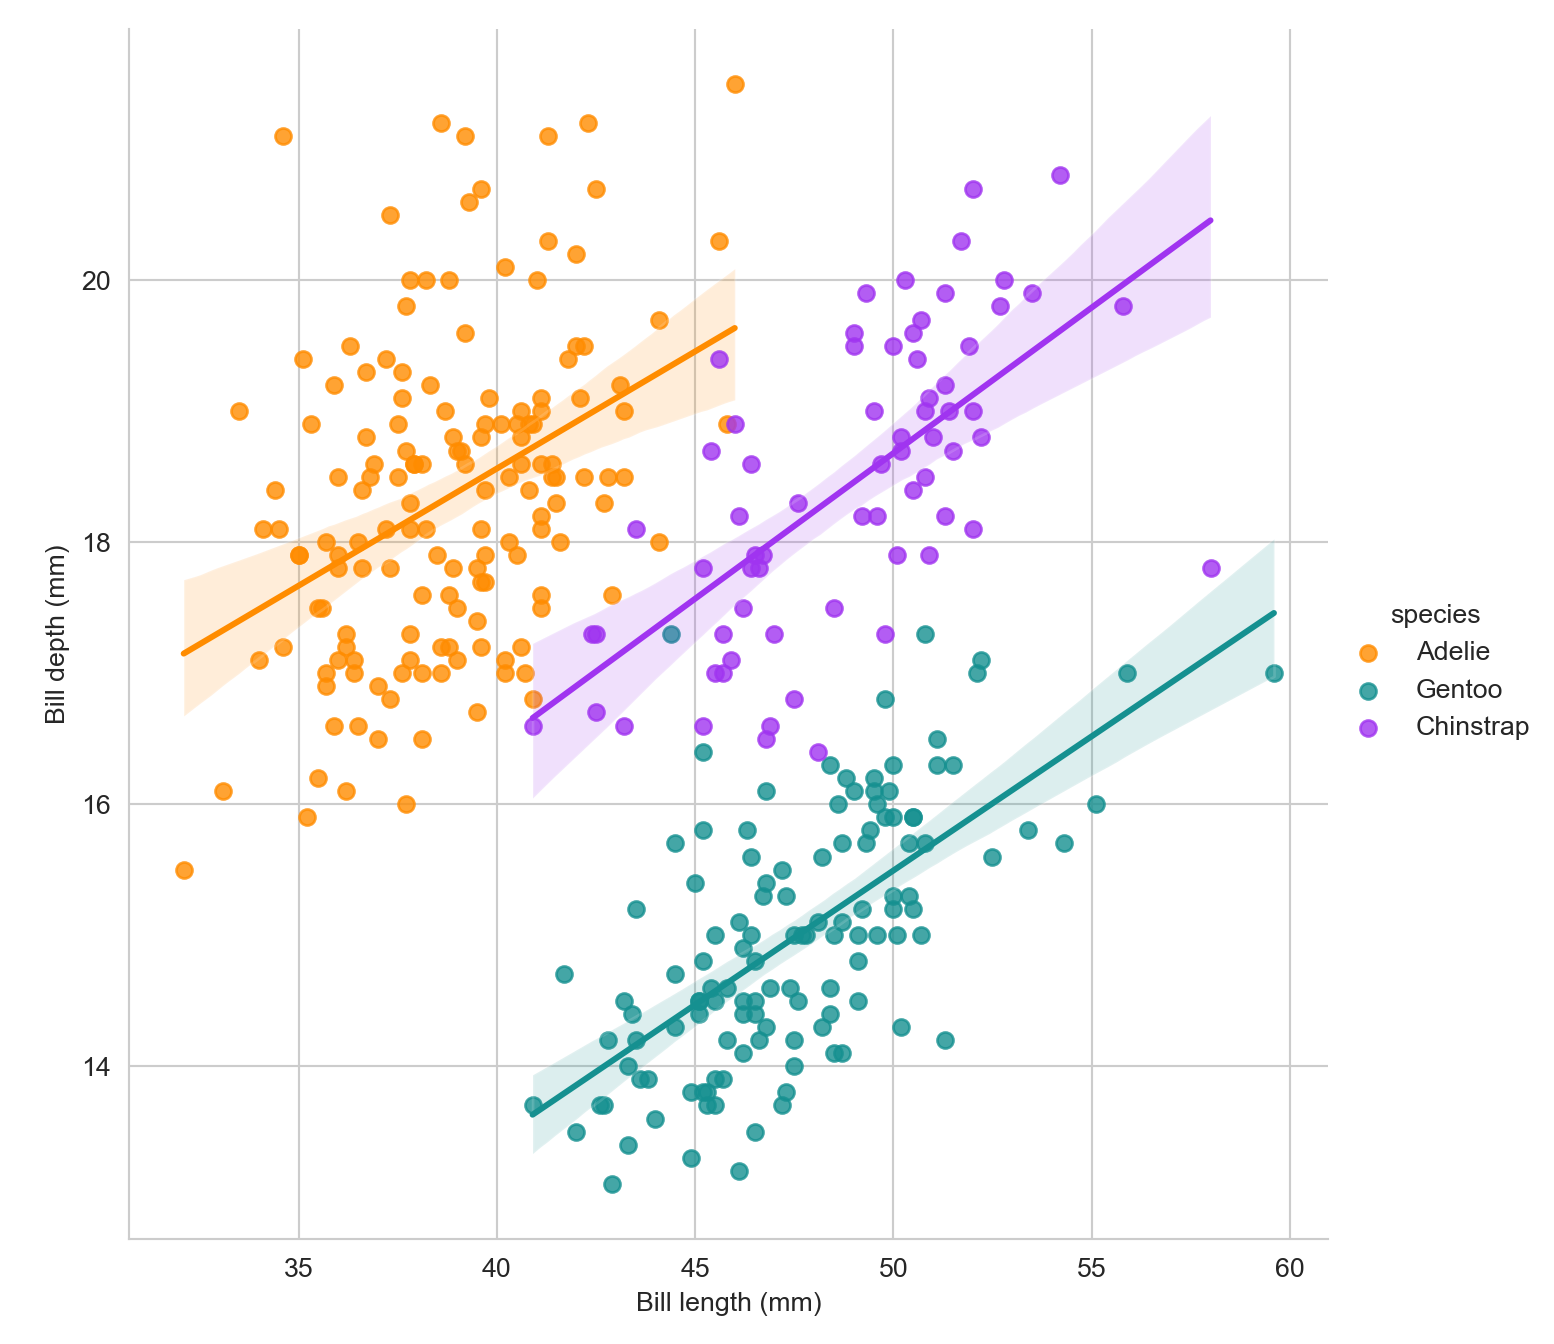 20
18
16
14
Bill depth (mm)
35 40 45 50 55 60
Bill length (mm)
species
Adelie
Gentoo
Chinstrap